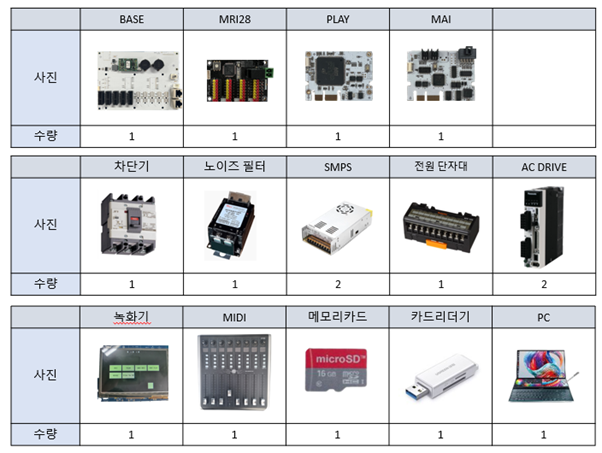 BASE MRI28 PLAY MAI
사진
수량 1 1 1 1
차단기 노이즈 필터 SMPS 전원 단자대 AC DRIVE
사진
수량 1 1 2 1 2
녹화기 MIDI 메모리카드 카드리더기 PC
사진
microSD™
16 GB
수량 1 1 1 1 1